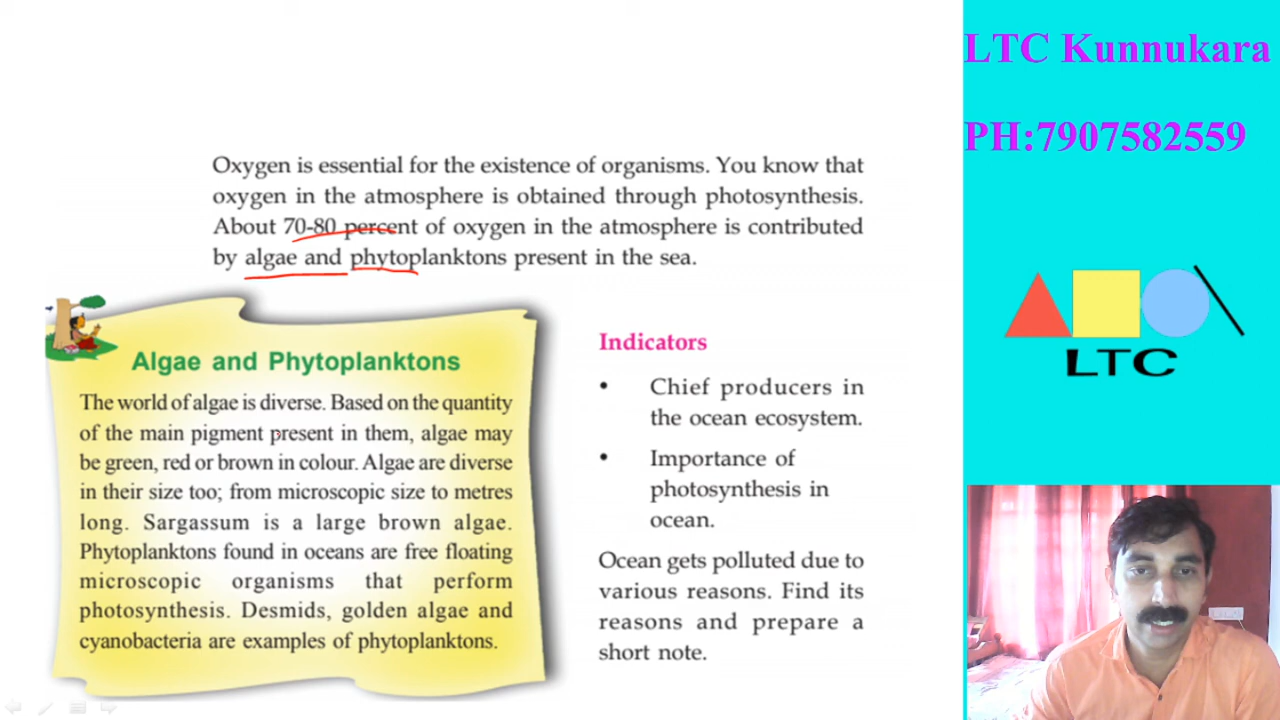 LTC Kunnukara
PH:7907582559
Oxygen is essential for the existence of organisms. You know that
oxygen in the atmosphere is obtained through photosynthesis.
About 70-80 percent of oxygen in the atmosphere is contributed
by algae and phytoplanktons present in the sea.
Algae and Phytoplanktons
The world of algae is diverse. Based on the quantity
of the main pigment present in them, algae may
be green, red or brown in colour. Algae are diverse
in their size too; from microscopic size to metres
long. Sargassum is a large brown algae.
Phytoplanktons found in oceans are free floating
microscopic organisms that perform
photosynthesis. Desmids, golden algae and
cyanobacteria are examples of phytoplanktons.
Indicators
• Chief producers in
the ocean ecosystem.
• Importance of
photosynthesis in
ocean.
Ocean gets polluted due to
various reasons. Find its
reasons and prepare a
short note.
LTC